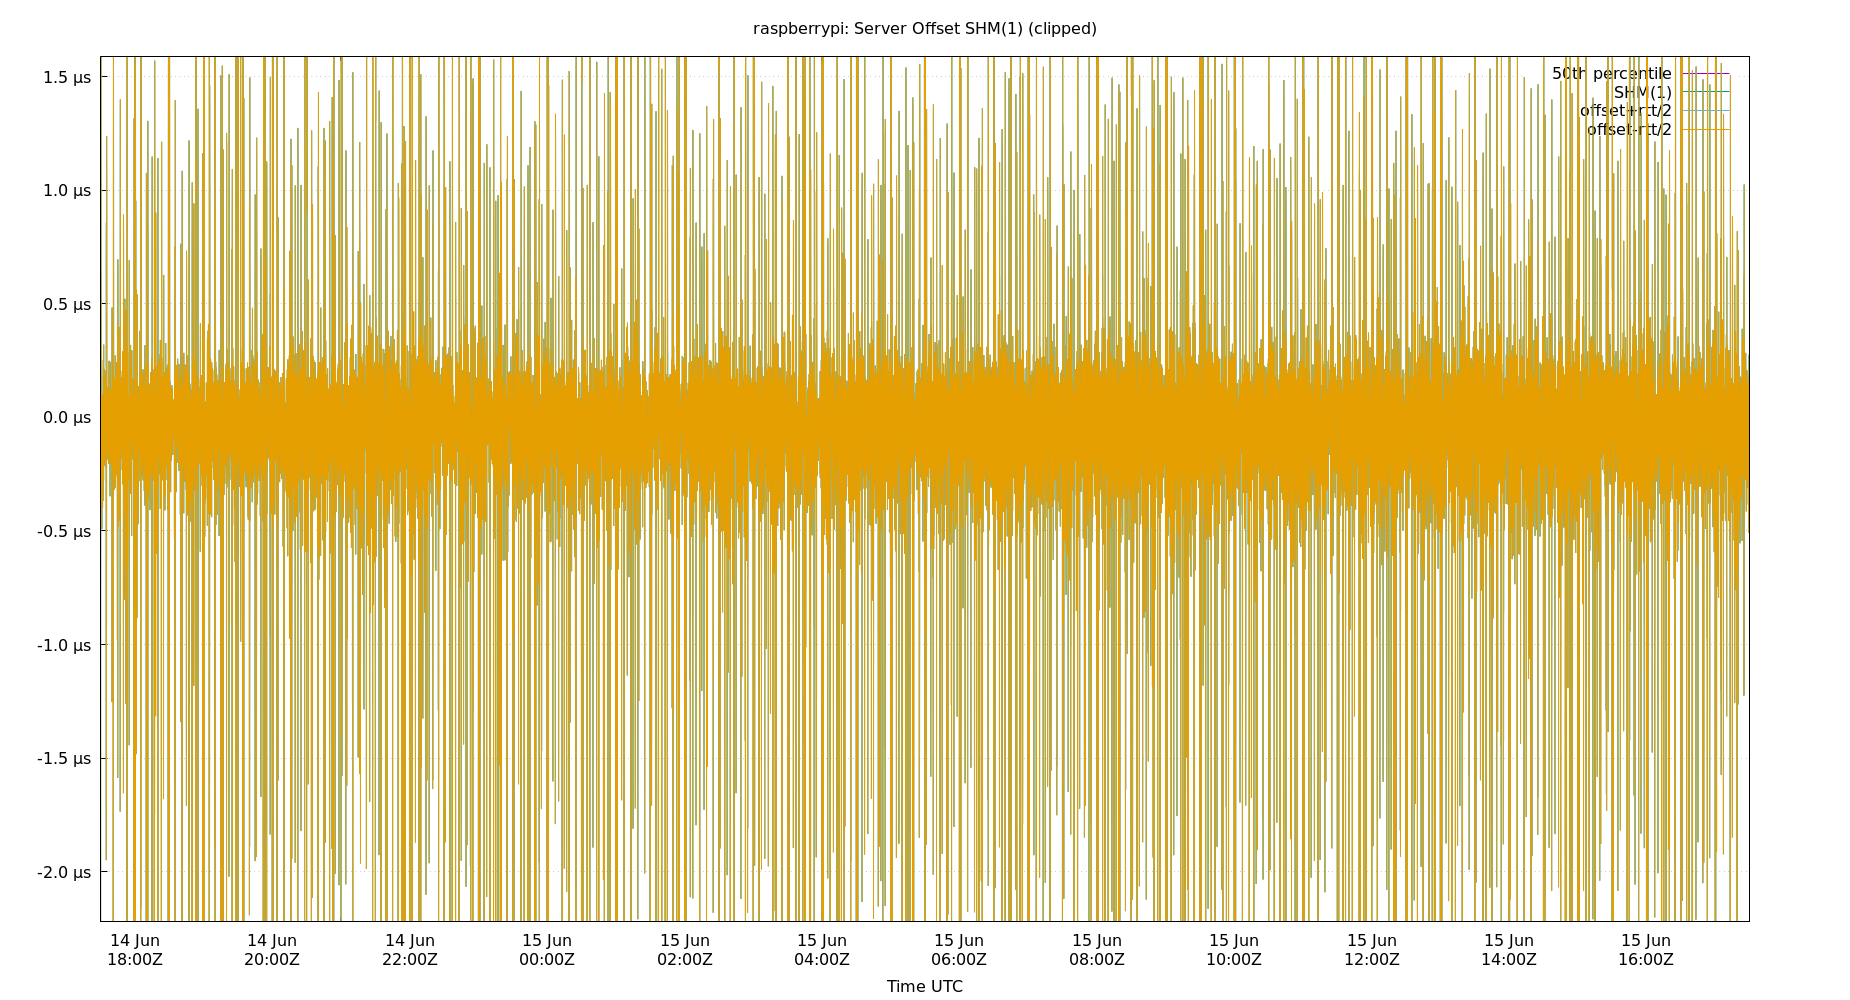 raspberrypi: Server Offset SHM(1) (clipped)
1.5 µs
1.0 µs
0.5 µs
0.0 µs
-0.5 µs
-1.0 µs
-1.5 µs
-2.0 µs
50th percentile
SHM(1)
offset+rtt/2
offset-rtt/2
14 Jun 14 Jun 14 Jun 15 Jun 15 Jun 15 Jun 15 Jun 15 Jun 15 Jun 15 Jun 15 Jun 15 Jun
18:00Z 20:00Z 22:00Z 00:00Z 02:00Z 04:00Z 06:00Z 08:00Z 10:00Z 12:00Z 14:00Z 16:00Z
Time UTC